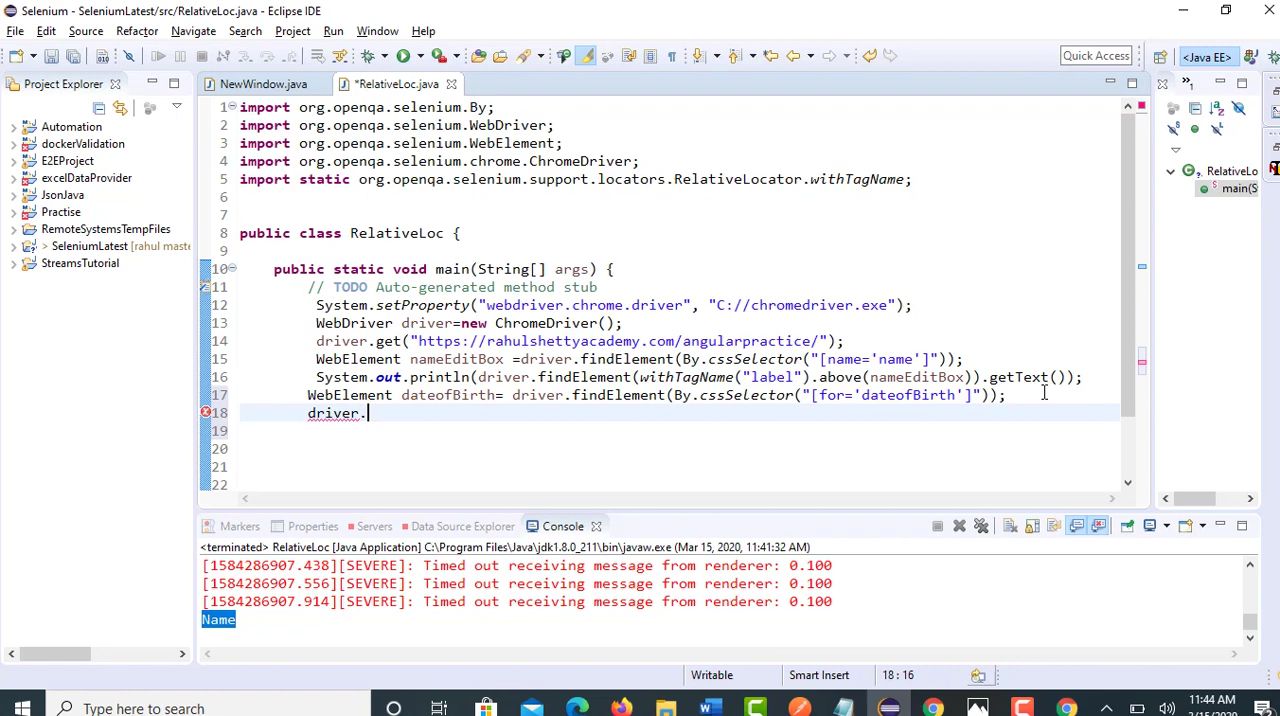 Selenium - SeleniumLatest/src/RelativeLoc.java - Eclipse IDE
File Edit Source Refactor Navigate Search Project Run Window Help
Quick Access <Java EE>
Project Explorer NewWindow.java *RelativeLoc.java
Automation
dockerValidation
E2EProject
excelDataProvider
JsonJava
Practise
RemoteSystemsTempFiles
> SeleniumLatest [rahul maste
StreamsTutorial
1 import org.openqa.selenium.By;
2 import org.openqa.selenium.WebDriver;
3 import org.openqa.selenium.WebElement;
4 import org.openqa.selenium.chrome.ChromeDriver;
5 import static org.openqa.selenium.support.locators.RelativeLocator.withTagName;
6
7
8 public class RelativeLoc {
9
10 public static void main(String[] args) {
11 // TODO Auto-generated method stub
12 System.setProperty("webdriver.chrome.driver", "C://chromedriver.exe");
13 WebDriver driver=new ChromeDriver();
14 driver.get("https://rahulshettyacademy.com/angularpractice/");
15 WebElement nameEditBox =driver.findElement(By.cssSelector("[name='name']"));
16 System.out.println(driver.findElement(withTagName("label").above(nameEditBox)).getText());
17 WebElement dateofBirth= driver.findElement(By.cssSelector("[for='dateofBirth']"));
18 driver.
19
20
21
22
RelativeLo
main(S
Markers Properties Servers Data Source Explorer Console
<terminated> RelativeLoc [Java Application] C:\Program Files\Java\jdk1.8.0_211\bin\javaw.exe (Mar 15, 2020, 11:41:32 AM)
[1584286907.438][SEVERE]: Timed out receiving message from renderer: 0.100
[1584286907.556][SEVERE]: Timed out receiving message from renderer: 0.100
[1584286907.914][SEVERE]: Timed out receiving message from renderer: 0.100
Name
Writable Smart Insert 18 : 16
Type here to search
11:44 AM